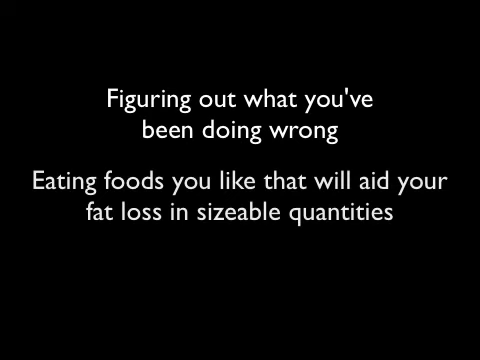 Figuring out what you've
been doing wrong
Eating foods you like that will aid your
fat loss in sizeable quantities